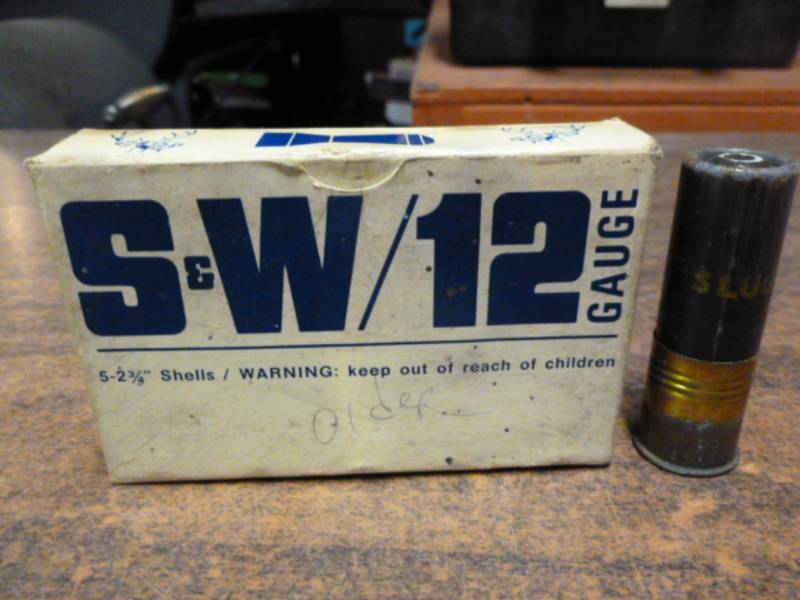 S&W/12 GAUGE
5-2¾" Shells / WARNING: keep out of reach of children
Older
SLUG